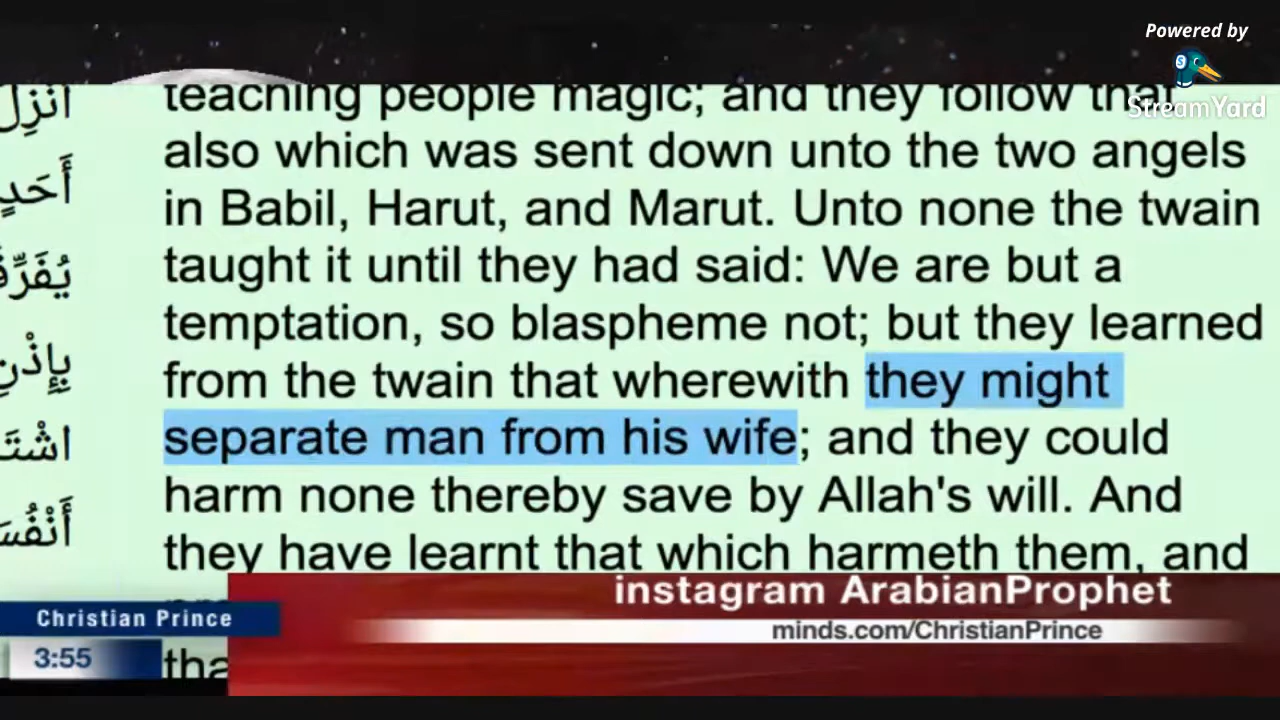 Powered by
StreamYard
أُنْزِلَ
teaching people magic; and they follow that
also which was sent down unto the two angels
أَحَدٍ
in Babil, Harut, and Marut. Unto none the twain
taught it until they had said: We are but a
temptation, so blaspheme not; but they learned
from the twain that wherewith they might
separate man from his wife; and they could
harm none thereby save by Allah's will. And
they have learnt that which harmeth them, and
instagram ArabianProphet
Christian Prince
minds.com/ChristianPrince
3:55
tha